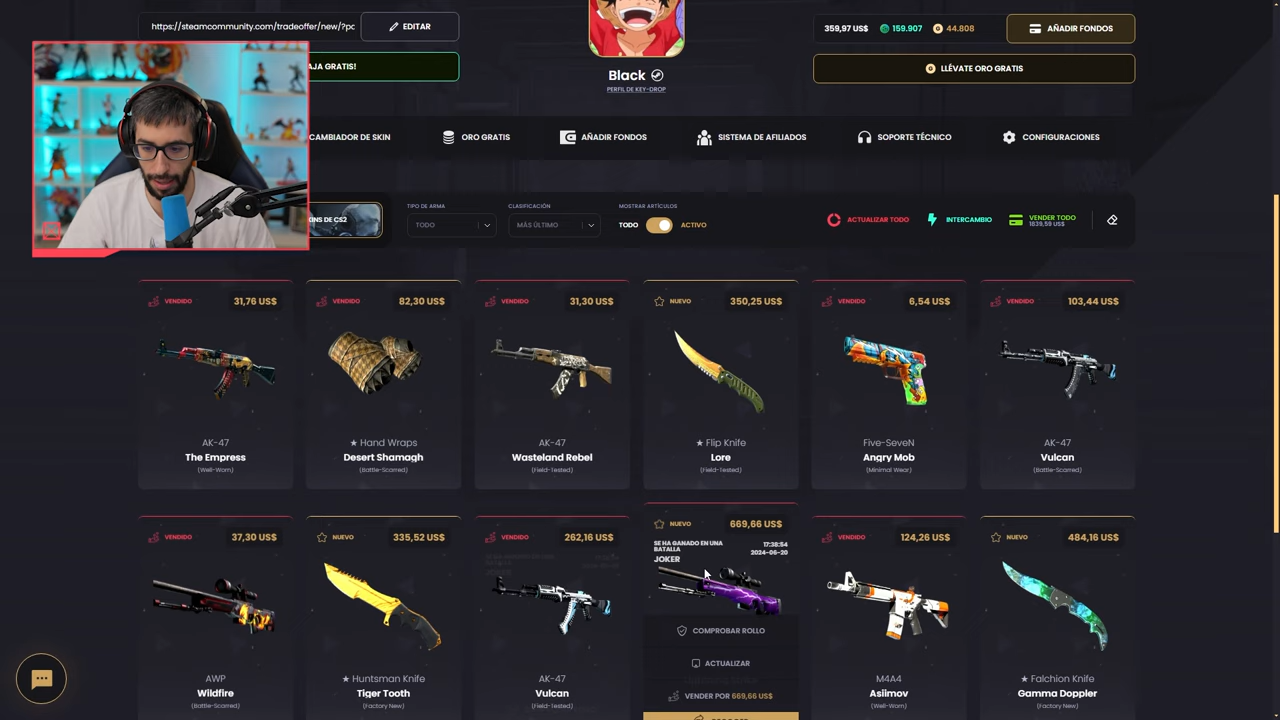 https://steamcommunity.com/tradeoffer/new/?pc
EDITAR
AJA GRATIS!
Black
PERFIL DE KEY-DROP
359,97 US$
159.907
44.808
AÑADIR FONDOS
LLÉVATE ORO GRATIS
CAMBIADOR DE SKIN
ORO GRATIS
AÑADIR FONDOS
SISTEMA DE AFILIADOS
SOPORTE TÉCNICO
CONFIGURACIONES
KINS DE CS2
TIPO DE ARMA
TODO
CLASIFICACIÓN
MÁS ÚLTIMO
MOSTRAR ARTÍCULOS
TODO
ACTIVO
ACTUALIZAR TODO
INTERCAMBIO
VENDER TODO
1839,59 US$
VENDIDO
31,76 US$
AK-47
The Empress
(Well-Worn)
VENDIDO
82,30 US$
★ Hand Wraps
Desert Shamagh
(Battle-Scarred)
VENDIDO
31,30 US$
AK-47
Wasteland Rebel
(Field-Tested)
NUEVO
350,25 US$
★ Flip Knife
Lore
(Field-Tested)
VENDIDO
6,54 US$
Five-SeveN
Angry Mob
(Minimal Wear)
VENDIDO
103,44 US$
AK-47
Vulcan
(Battle-Scarred)
VENDIDO
37,30 US$
AWP
Wildfire
(Battle-Scarred)
NUEVO
335,52 US$
★ Huntsman Knife
Tiger Tooth
(Factory New)
VENDIDO
262,16 US$
AK-47
Vulcan
(Field-Tested)
NUEVO
669,66 US$
SE HA GANADO EN UNA
BATALLA
JOKER
17:38:54
2024-06-20
COMPROBAR ROLLO
ACTUALIZAR
VENDER POR 669,66 US$
VENDIDO
124,26 US$
M4A4
Asiimov
(Well-Worn)
NUEVO
484,16 US$
★ Falchion Knife
Gamma Doppler
(Factory New)